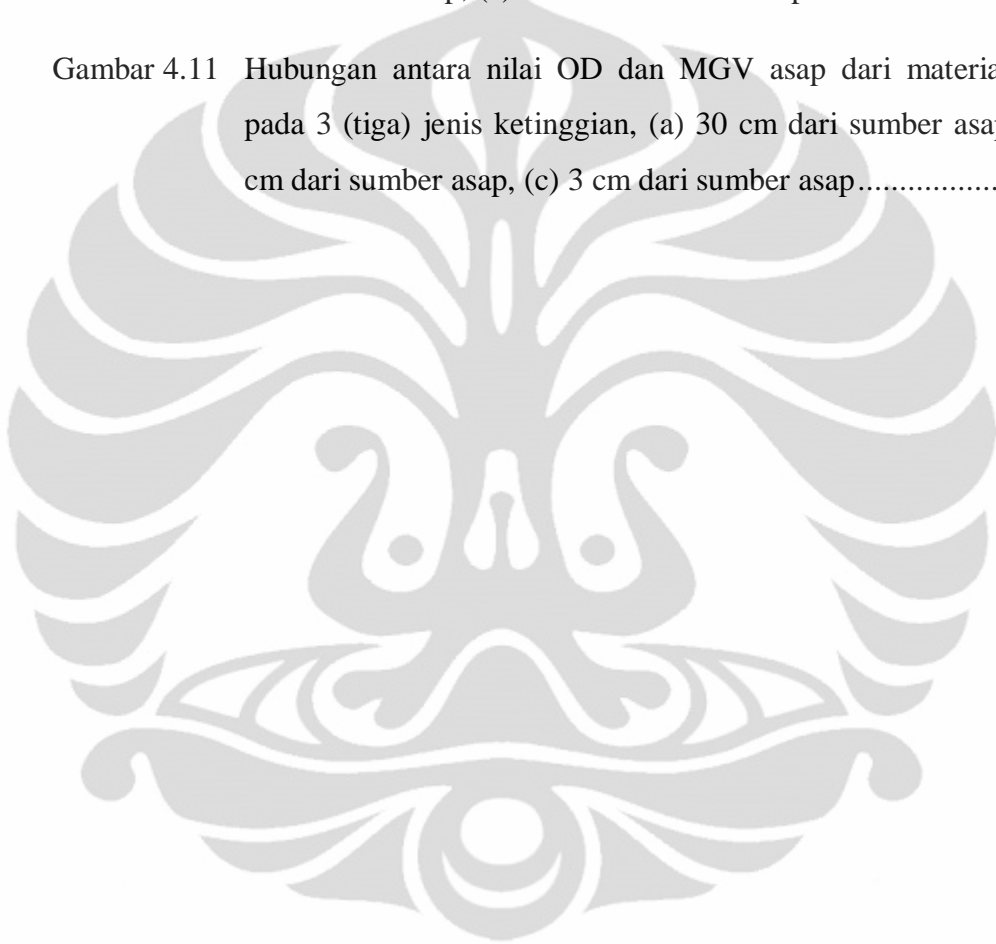 Gambar 4.11 Hubungan antara nilai OD dan MGV asap dari materia
pada 3 (tiga) jenis ketinggian, (a) 30 cm dari sumber asap
cm dari sumber asap, (c) 3 cm dari sumber asap.................